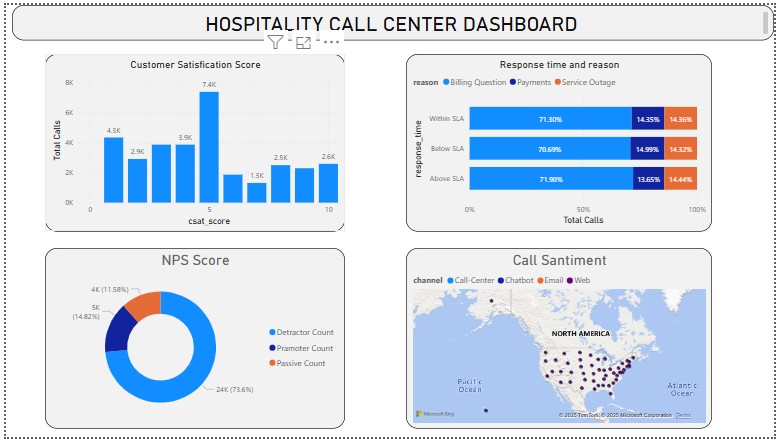 HOSPITALITY CALL CENTER DASHBOARD
Customer Satisfication Score
Total Calls
8K
6K
4K
2K
0K
4.3K
2.9K
3.9K
7.4K
1.3K
2.5K
2.6K
0
5
10
csat_score
Response time and reason
reason Billing Question Payments Service Outage
response_time
Within SLA 71.30% 14.35% 14.36%
Below SLA 70.69% 14.99% 14.32%
Above SLA 71.90% 13.65% 14.44%
0% 50% 100%
Total Calls
NPS Score
4K (11.58%)
5K
(14.82%)
24K (73.6%)
Detractor Count
Pramoter Count
Passive Count
Call Santiment
channel Call-Center Chatbot Email Web
NORTH AMERICA
Pacific
Ocean
Atlantic
Ocean
Microsoft Bing
© 2025 TomTom, © 2025 Microsoft Corporation Terms